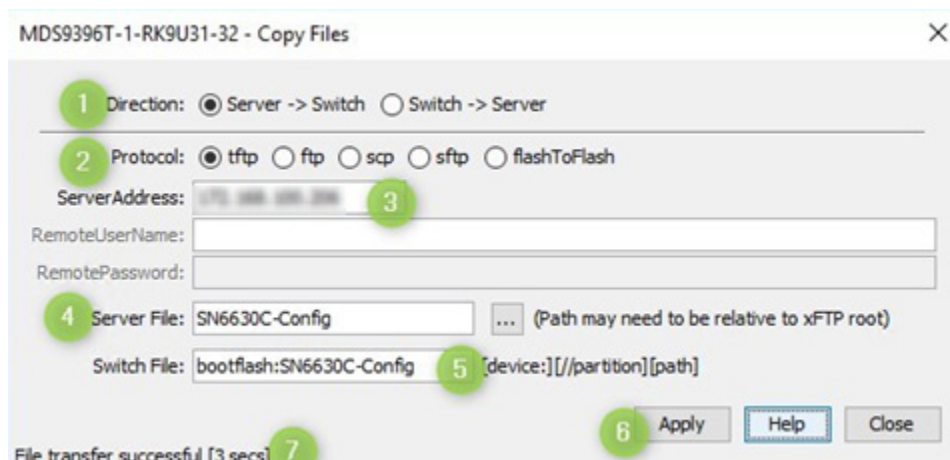 MDS9396T-1-RK9U31-32 - Copy Files
1 Direction: Server -> Switch Switch -> Server
2 Protocol: tftp ftp scp sftp flashToFlash
ServerAddress: 3
RemoteUserName:
RemotePassword:
4 Server File: SN6630C-Config ... (Path may need to be relative to xFTP root)
Switch File: bootflash:SN6630C-Config 5 [device:][//partition][path]
6 Apply Help Close
File transfer successful [3 secs] 7